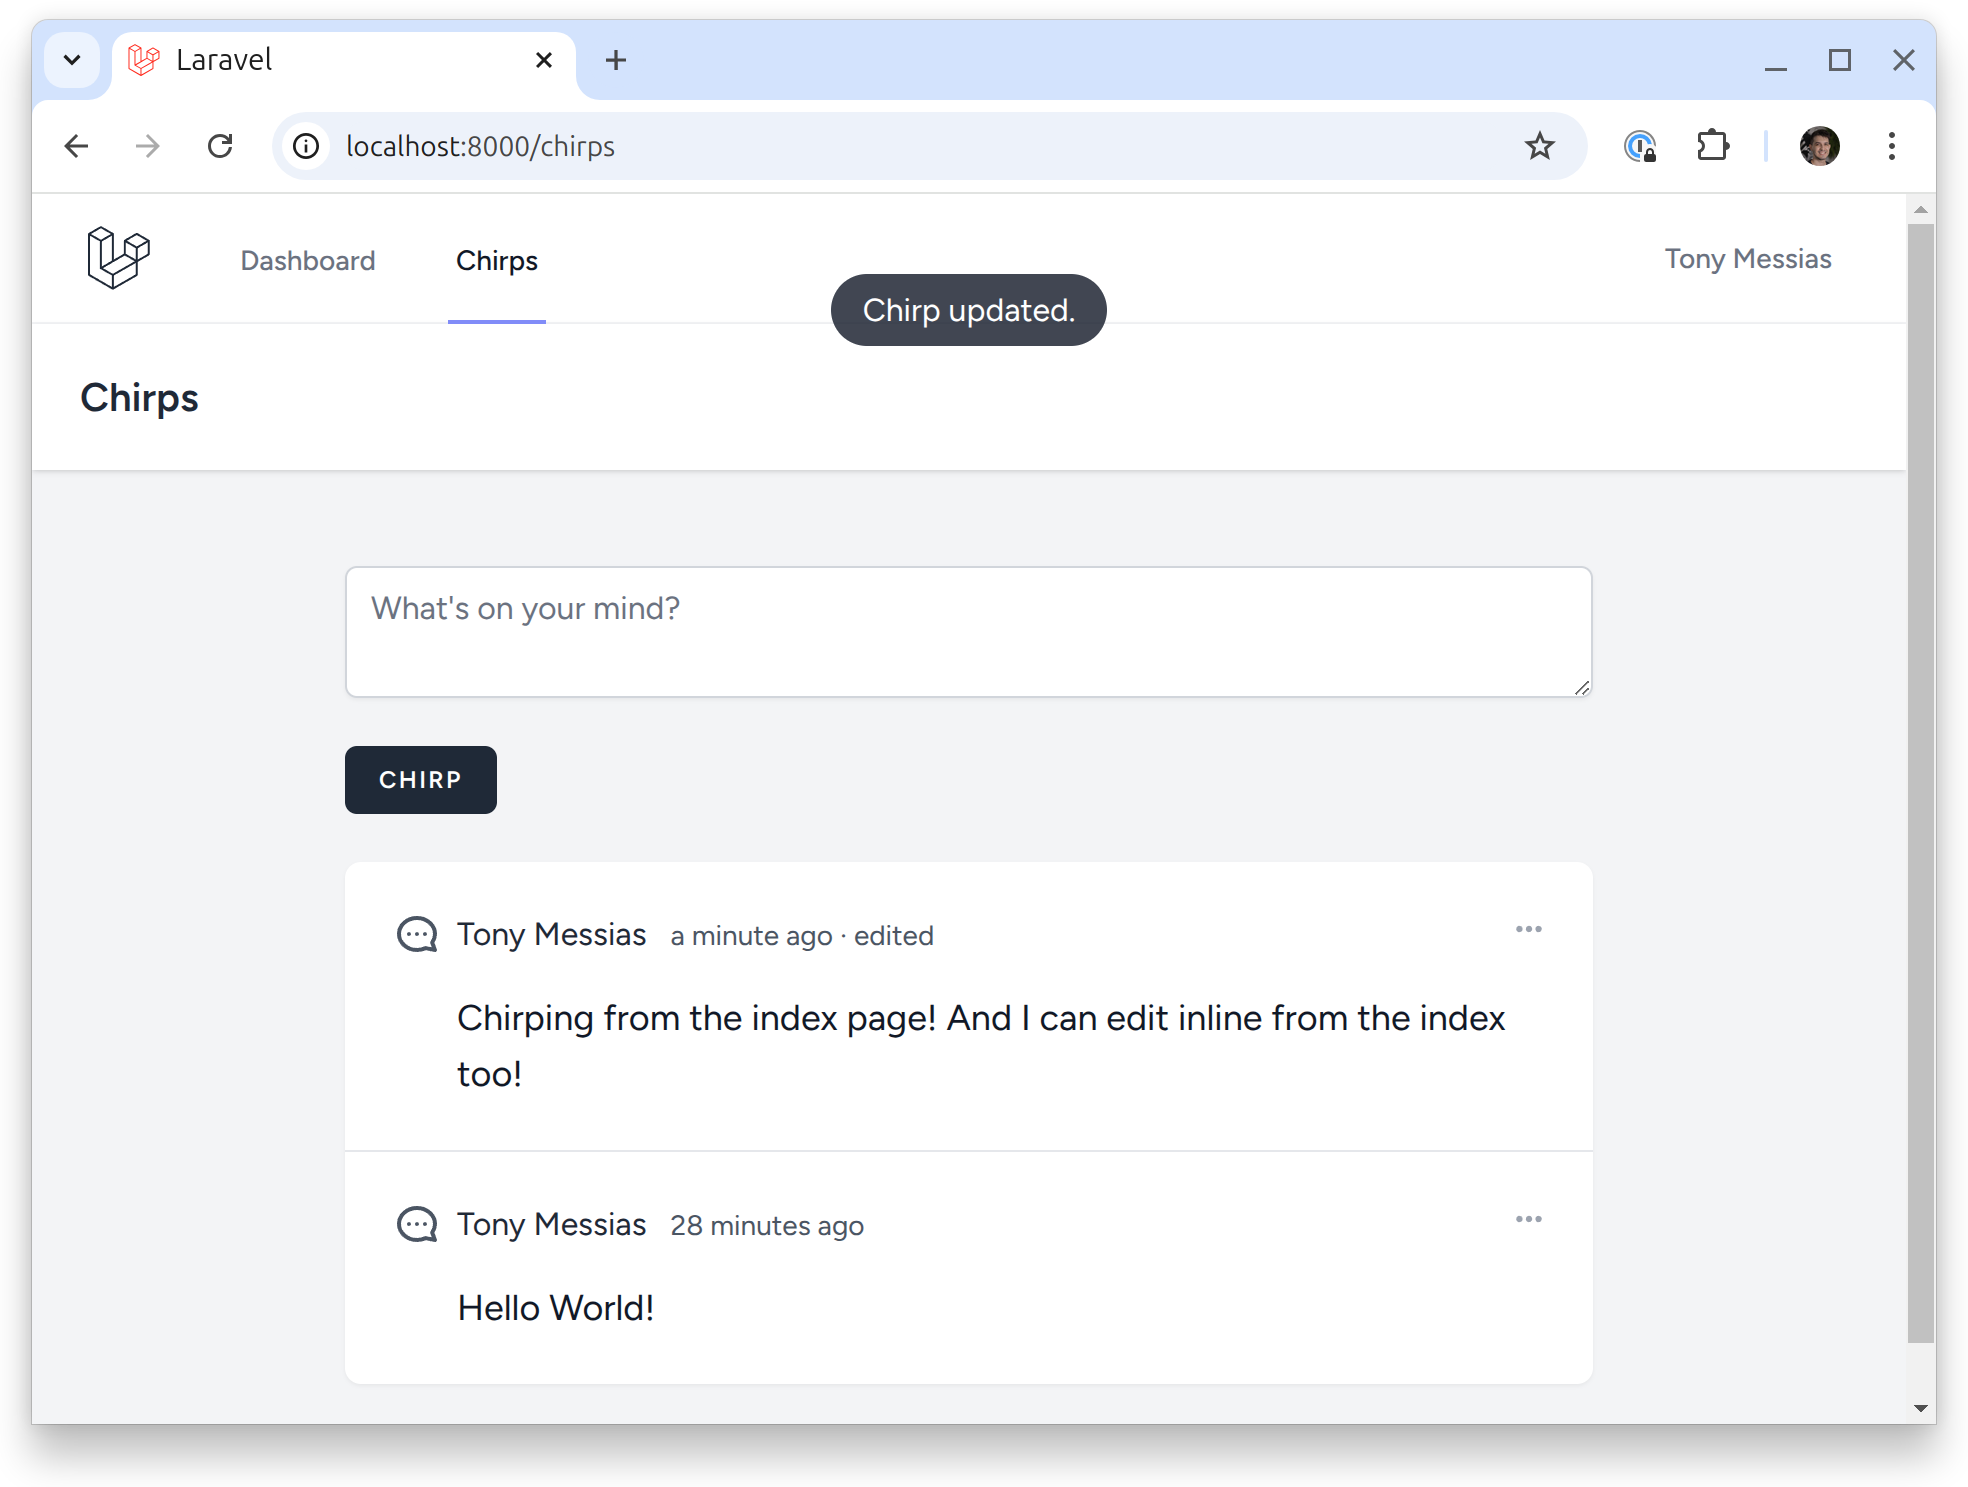 Laravel
localhost:8000/chirps
Dashboard
Chirps
Tony Messias
Chirp updated.
Chirps
What's on your mind?
CHIRP
Tony Messias a minute ago · edited
Chirping from the index page! And I can edit inline from the index
too!
Tony Messias 28 minutes ago
Hello World!